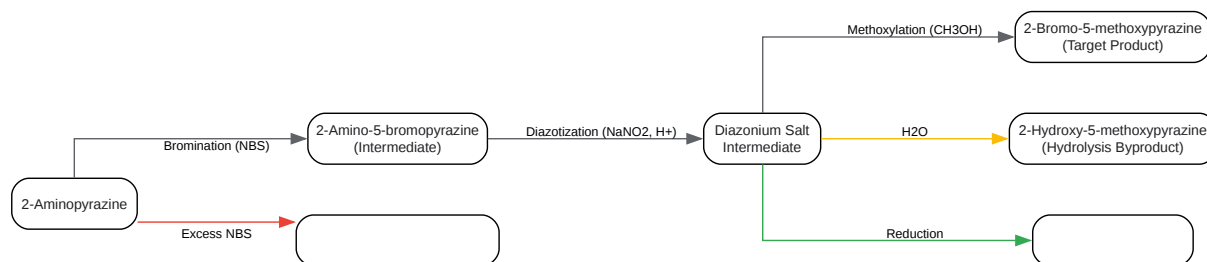 Methoxylation (CH3OH)
2-Bromo-5-methoxypyrazine
(Target Product)
2-Aminopyrazine
Bromination (NBS)
2-Amino-5-bromopyrazine
(Intermediate)
Diazotization (NaNO2, H+)
Diazonium Salt
Intermediate
H2O
2-Hydroxy-5-methoxypyrazine
(Hydrolysis Byproduct)
Excess NBS
Reduction